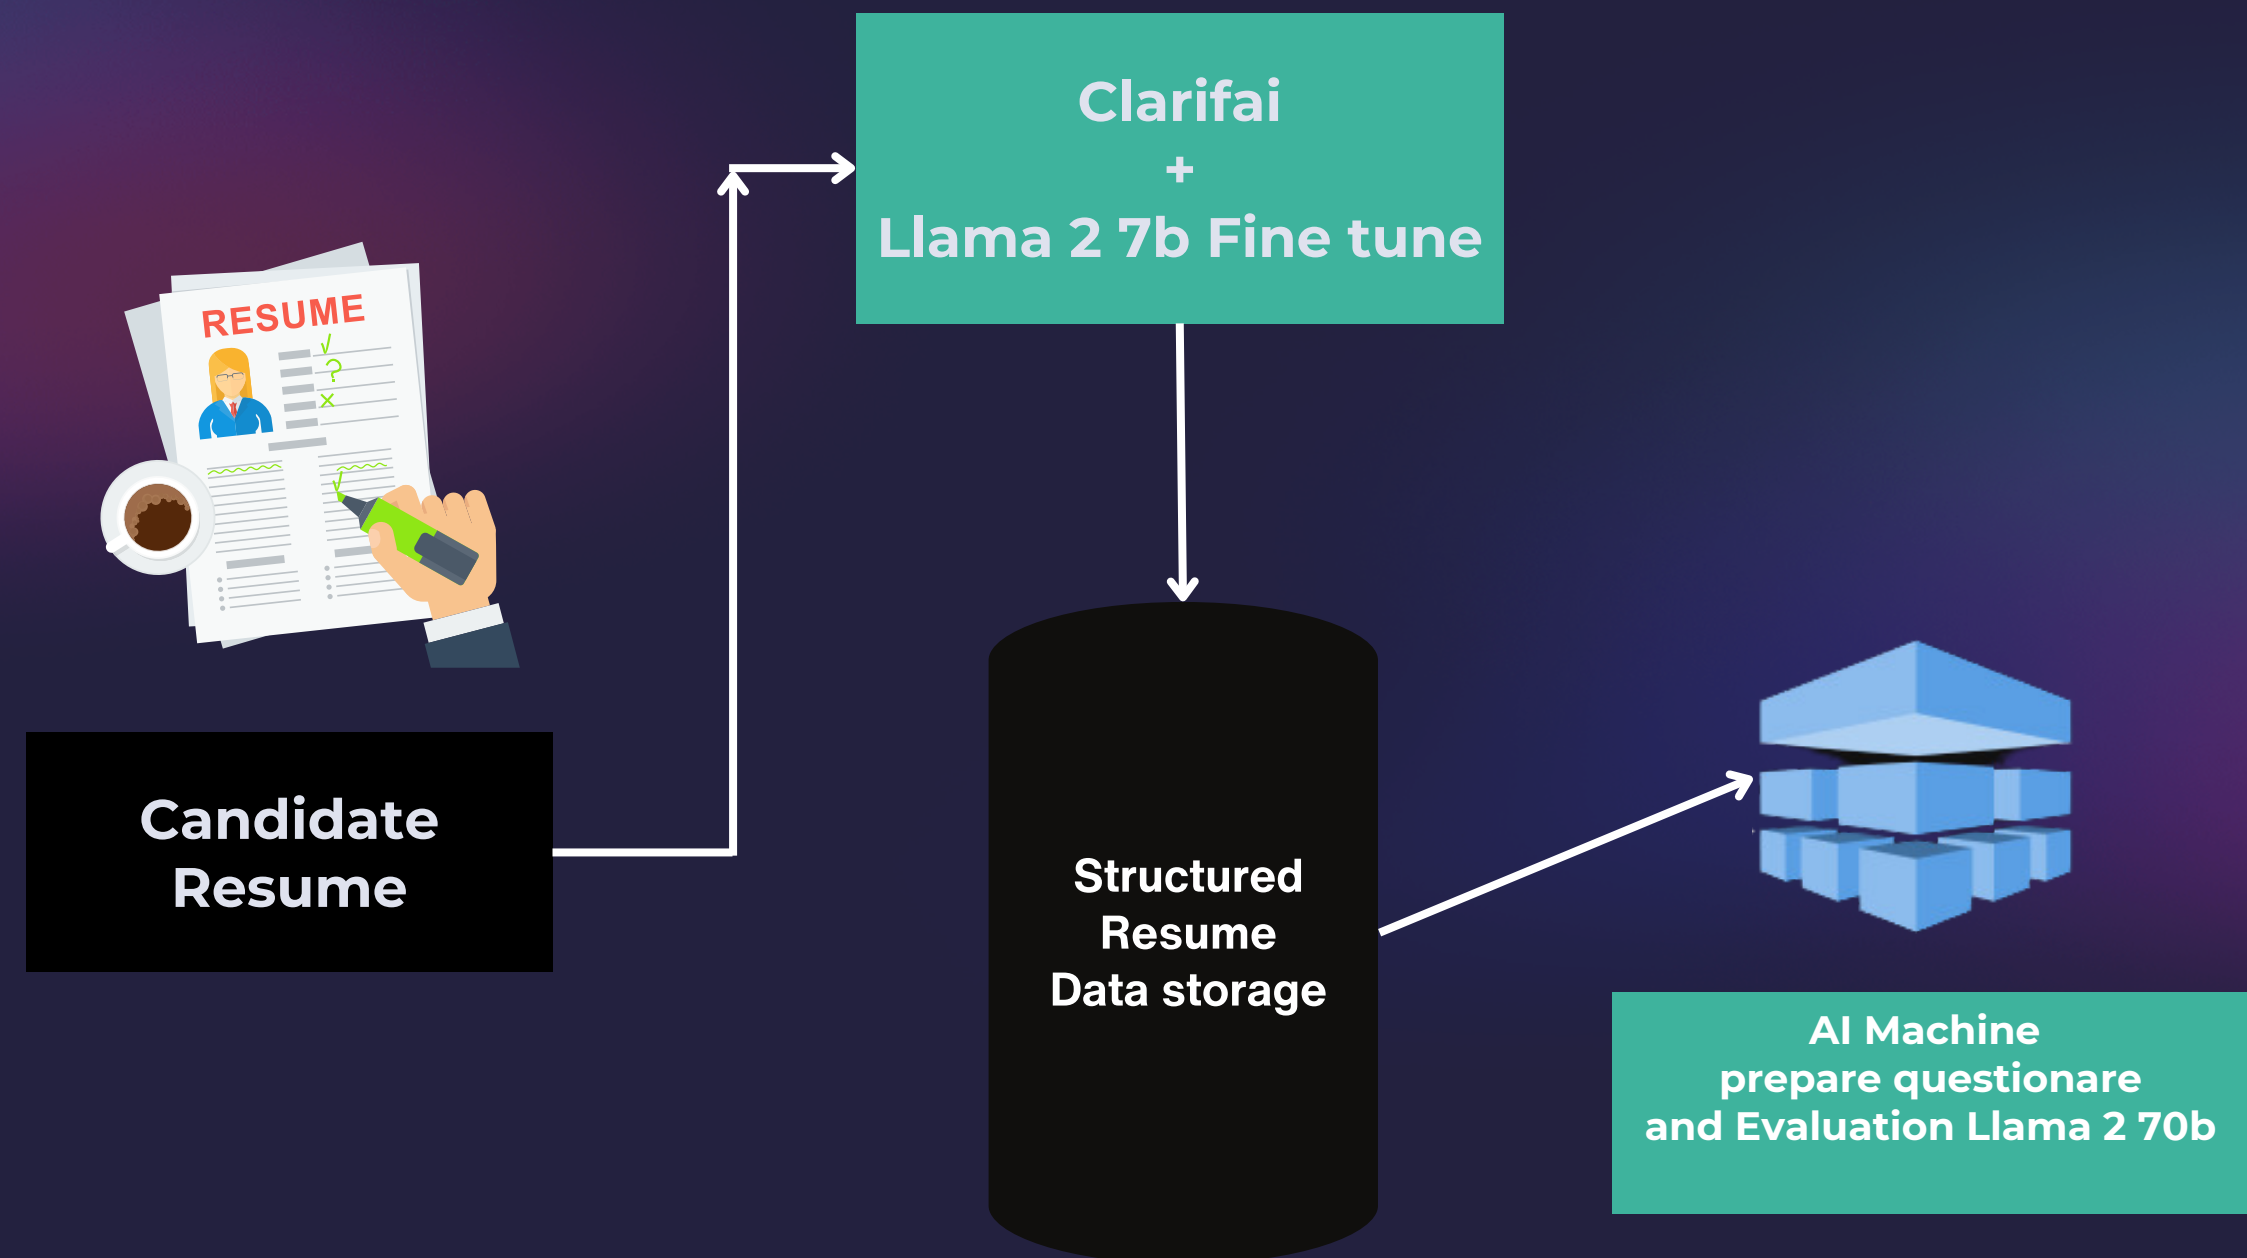 Clarifai
+
Llama 2 7b Fine tune
RESUME
Candidate
Resume
Structured
Resume
Data storage
AI Machine
prepare questionare
and Evaluation Llama 2 70b